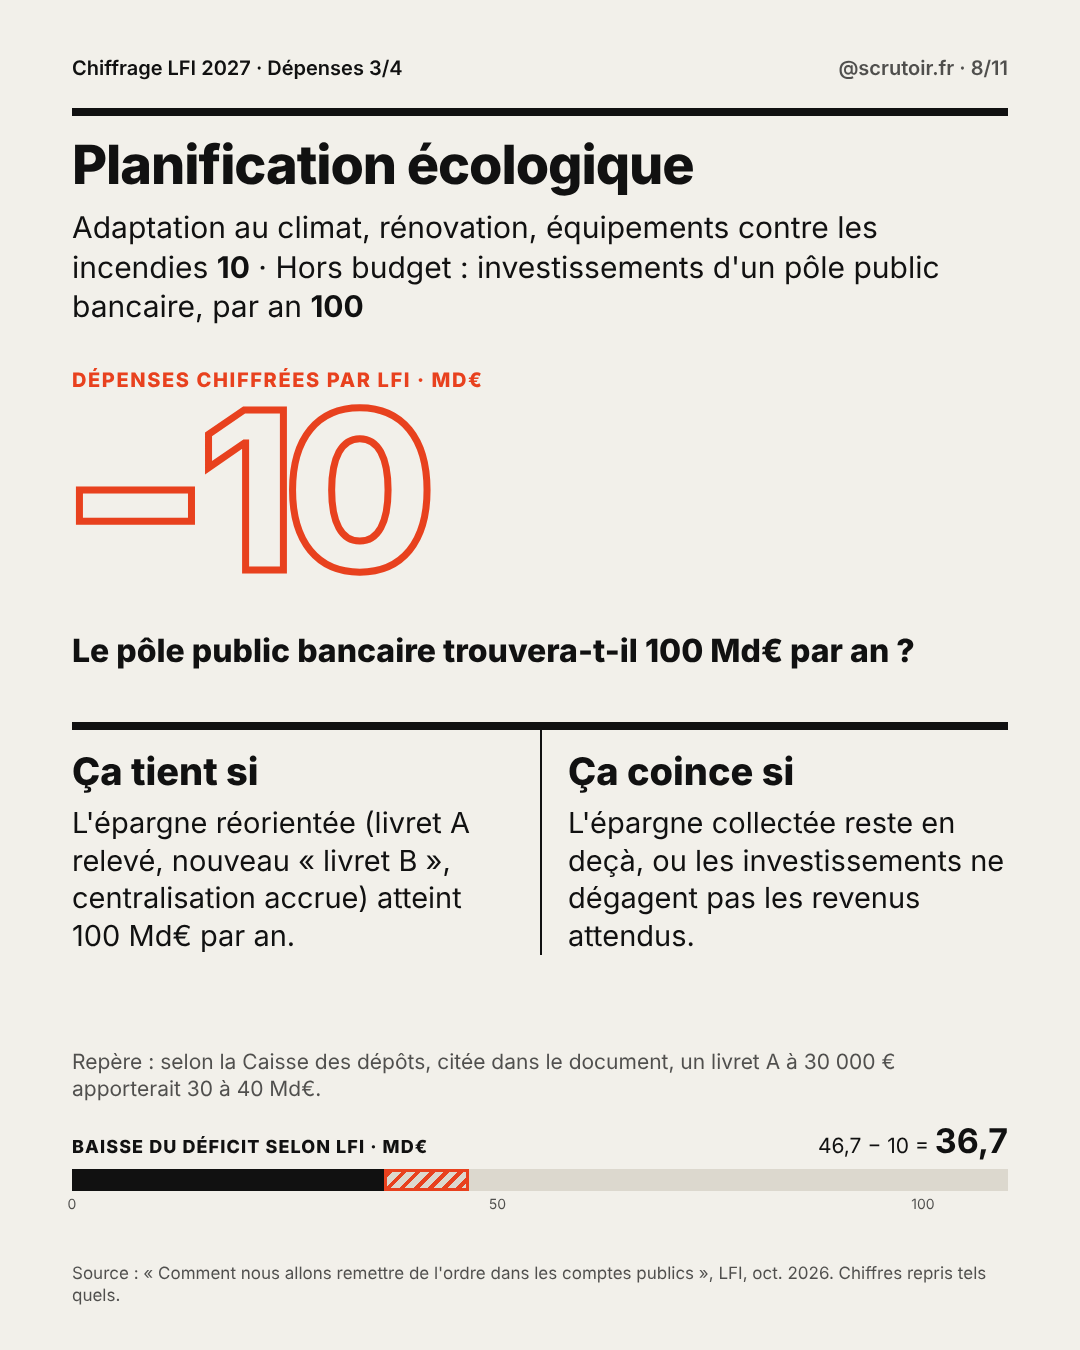 Chiffrage LFI 2027 · Dépenses 3/4
@scrutoir.fr · 8/11
Planification écologique
Adaptation au climat, rénovation, équipements contre les
incendies 10 · Hors budget : investissements d'un pôle public
bancaire, par an 100
DÉPENSES CHIFFRÉES PAR LFI · MD€
−10
Le pôle public bancaire trouvera-t-il 100 Md€ par an ?
Ça tient si
L'épargne réorientée (livret A
relevé, nouveau « livret B »,
centralisation accrue) atteint
100 Md€ par an.
Ça coince si
L'épargne collectée reste en
deçà, ou les investissements ne
dégagent pas les revenus
attendus.
Repère : selon la Caisse des dépôts, citée dans le document, un livret A à 30 000 €
apporterait 30 à 40 Md€.
BAISSE DU DÉFICIT SELON LFI · MD€
46,7 − 10 = 36,7
0
50
100
Source : « Comment nous allons remettre de l'ordre dans les comptes publics », LFI, oct. 2026. Chiffres repris tels
quels.